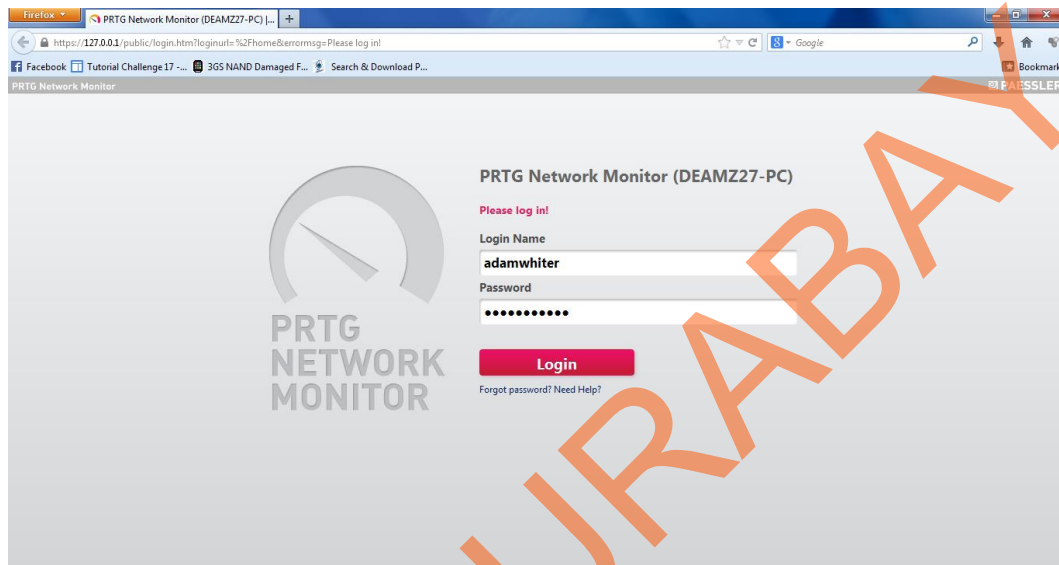 Firefox
PRTG Network Monitor (DEAMZ27-PC) |...
https://127.0.0.1/public/login.htm?loginurl=%2Fhome&errormsg=Please log in!
Google
Facebook Tutorial Challenge 17 -... 3GS NAND Damaged F... Search & Download P...
Bookmark
PRTG Network Monitor
PAESSLER
PRTG Network Monitor (DEAMZ27-PC)
Please log in!
Login Name
adamwhiter
Password
•••••••••••
Login
Forgot password? Need Help?
PRTG
NETWORK
MONITOR
URABAY